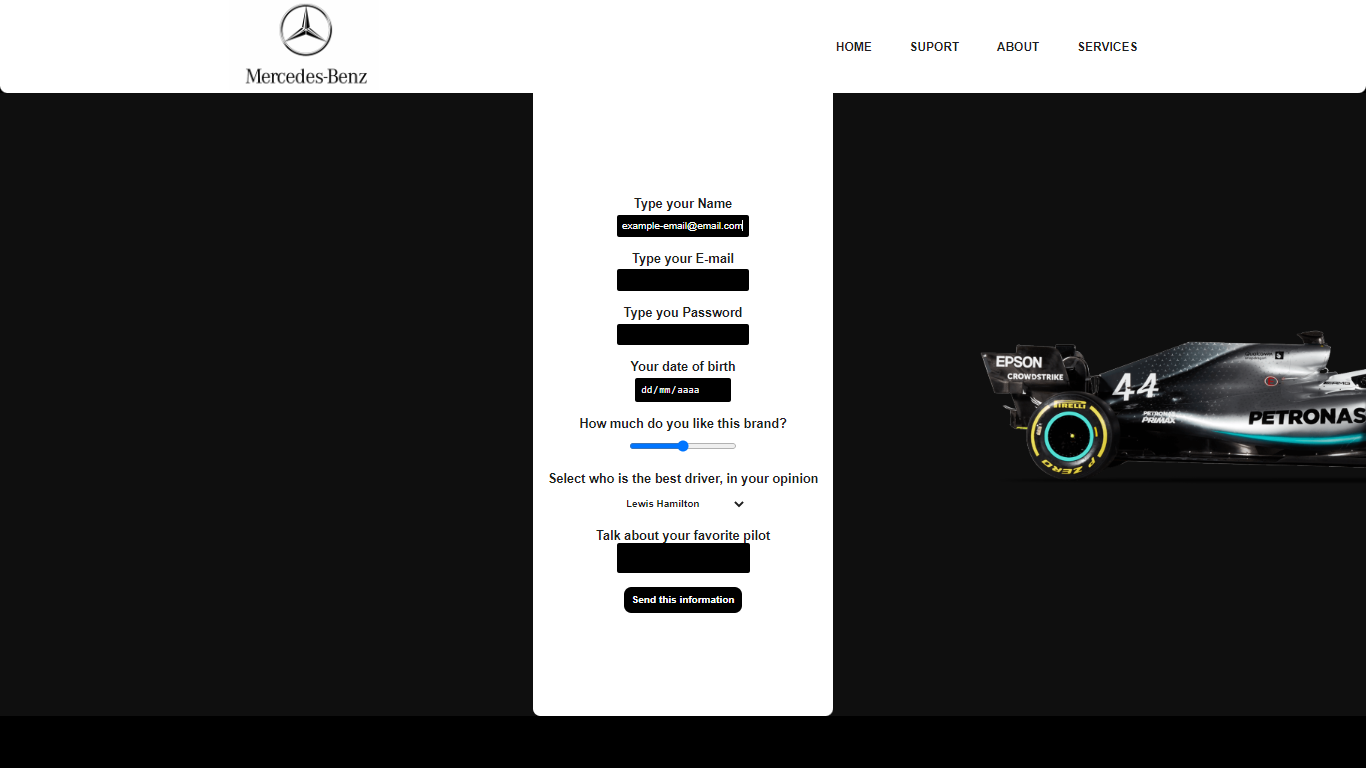 Mercedes-Benz
HOME SUPORT ABOUT SERVICES
Type your Name
example-email@email.com
Type your E-mail
Type you Password
Your date of birth
dd/mm/aaaa
How much do you like this brand?
Select who is the best driver, in your opinion
Lewis Hamilton
Talk about your favorite pilot
Send this information
EPSON
CROWDSTRIKE
44
PETRONAS
PRIMAX
PETRONAS
PIRELLI
P ZERO